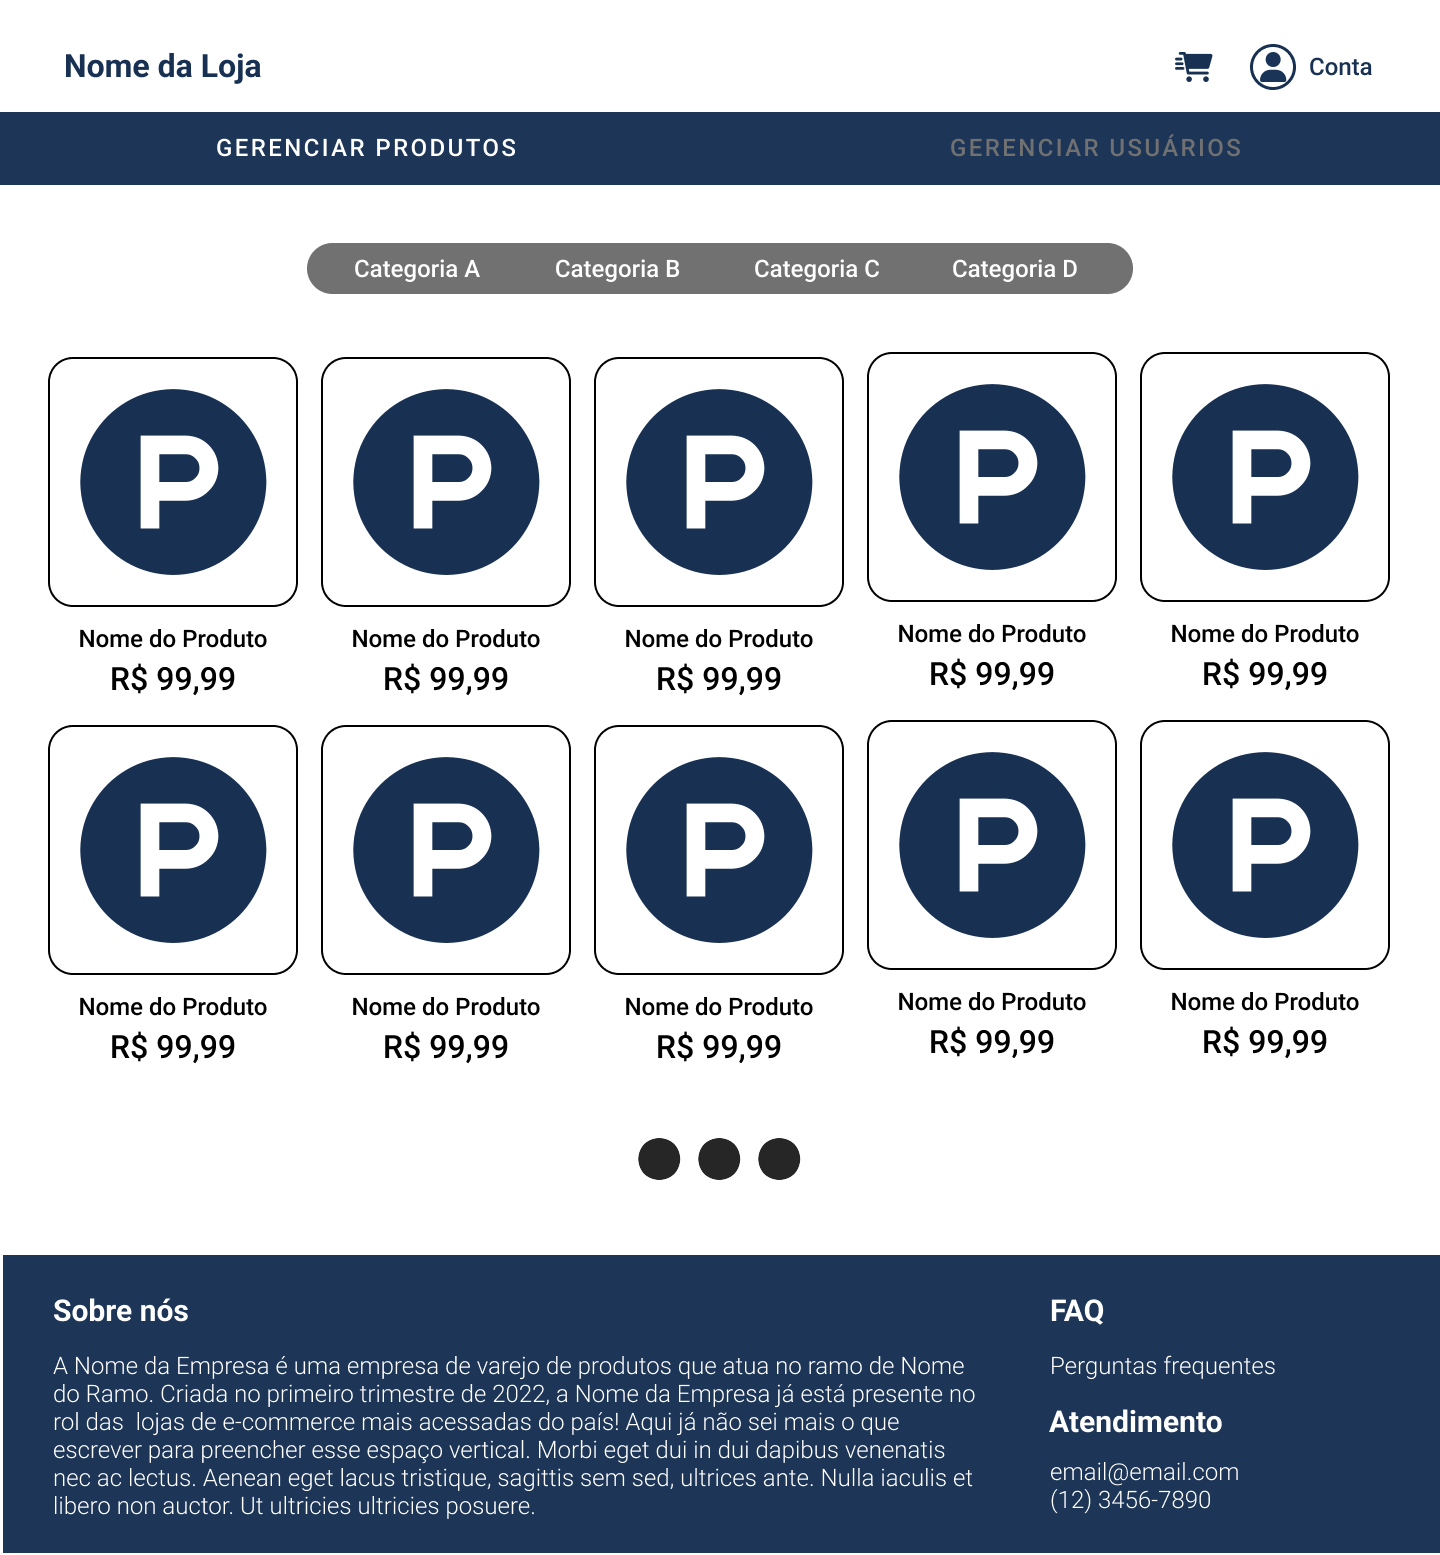 Nome da Loja
Conta
GERENCIAR PRODUTOS
GERENCIAR USUÁRIOS
Categoria A
Categoria B
Categoria C
Categoria D
P
P
P
P
P
Nome do Produto
Nome do Produto
Nome do Produto
Nome do Produto
Nome do Produto
R$ 99,99
R$ 99,99
R$ 99,99
R$ 99,99
R$ 99,99
P
P
P
P
P
Nome do Produto
Nome do Produto
Nome do Produto
Nome do Produto
Nome do Produto
R$ 99,99
R$ 99,99
R$ 99,99
R$ 99,99
R$ 99,99
Sobre nós
A Nome da Empresa é uma empresa de varejo de produtos que atua no ramo de Nome
do Ramo. Criada no primeiro trimestre de 2022, a Nome da Empresa já está presente no
rol das  lojas de e-commerce mais acessadas do país! Aqui já não sei mais o que
escrever para preencher esse espaço vertical. Morbi eget dui in dui dapibus venenatis
nec ac lectus. Aenean eget lacus tristique, sagittis sem sed, ultrices ante. Nulla iaculis et
libero non auctor. Ut ultricies ultricies posuere.
FAQ
Perguntas frequentes
Atendimento
email@email.com
(12) 3456-7890